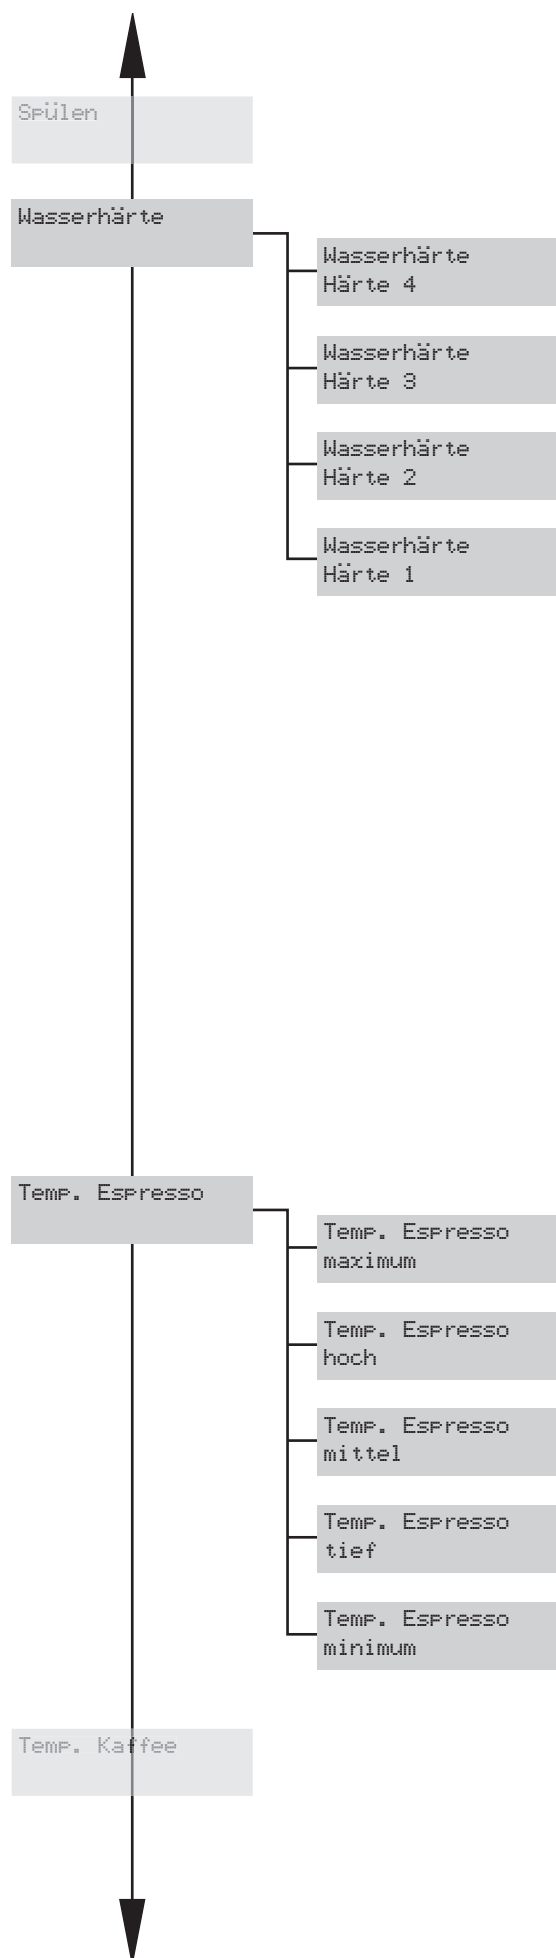 Spülen
Wasserhärte
Wasserhärte
Härte 4
Wasserhärte
Härte 3
Wasserhärte
Härte 2
Wasserhärte
Härte 1
Temp. Espresso
Temp. Espresso
maximum
Temp. Espresso
hoch
Temp. Espresso
mittel
Temp. Espresso
tief
Temp. Espresso
minimum
Temp. Kaffee